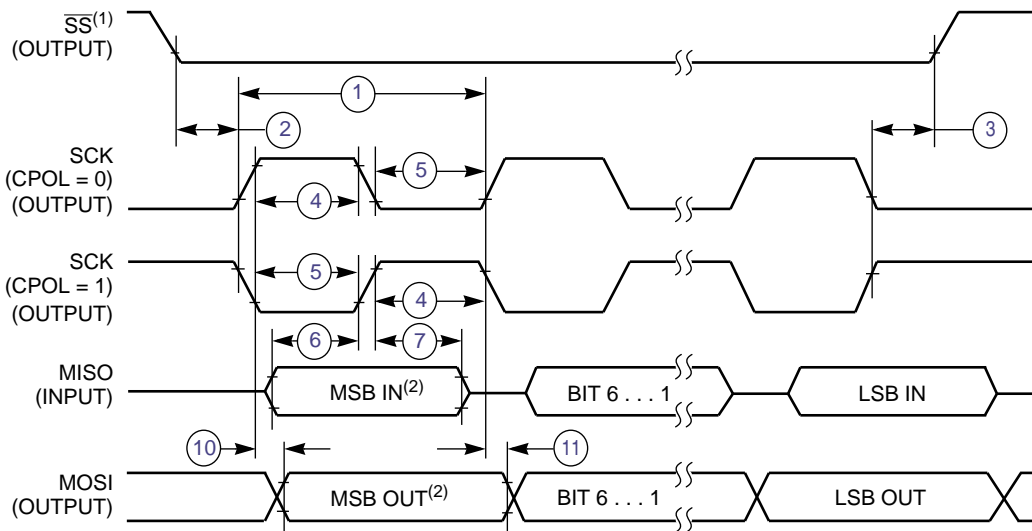 SS(1)
(OUTPUT)
1
2
3
SCK
(CPOL = 0)
(OUTPUT)
5
4
SCK
(CPOL = 1)
(OUTPUT)
5
4
6
7
MISO
(INPUT)
MSB IN(2)
BIT 6 . . . 1
LSB IN
10
11
MOSI
(OUTPUT)
MSB OUT(2)
BIT 6 . . . 1
LSB OUT